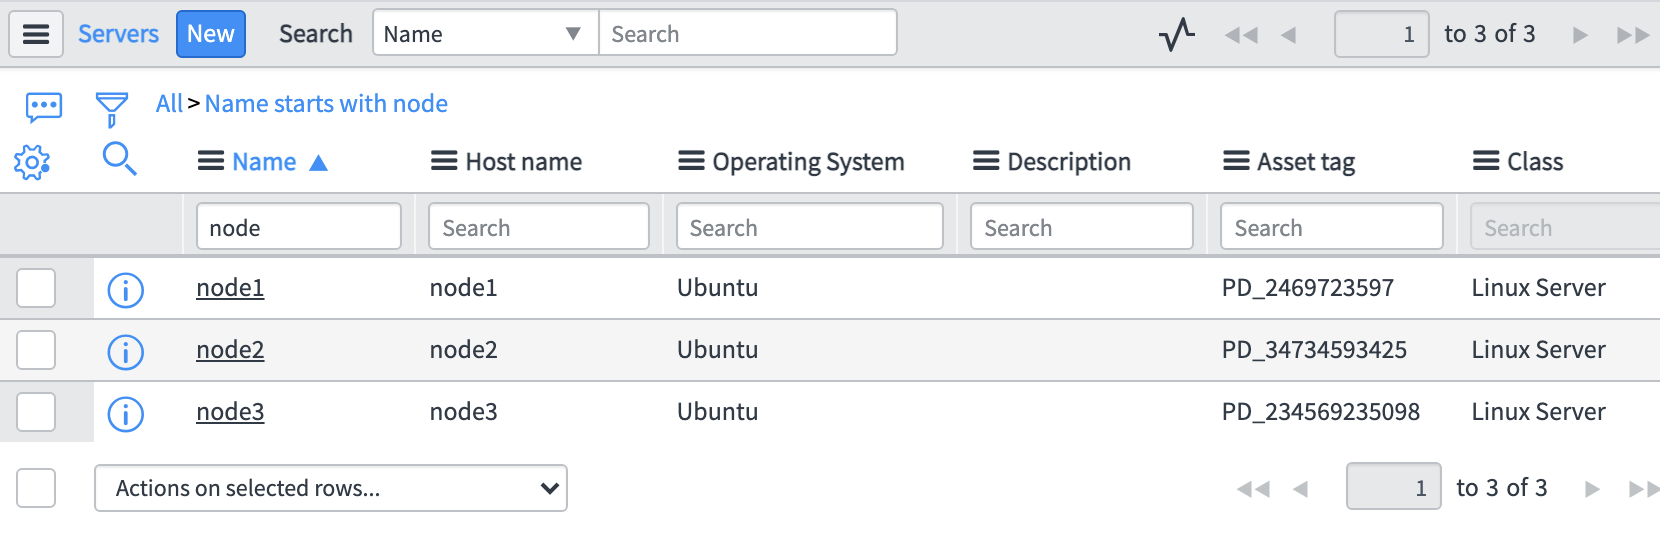 Servers New Search Name Search 1 to 3 of 3
All > Name starts with node
Name Host name Operating System Description Asset tag Class
node Search Search Search Search Search
node1 node1 Ubuntu PD_2469723597 Linux Server
node2 node2 Ubuntu PD_34734593425 Linux Server
node3 node3 Ubuntu PD_234569235098 Linux Server
Actions on selected rows... 1 to 3 of 3